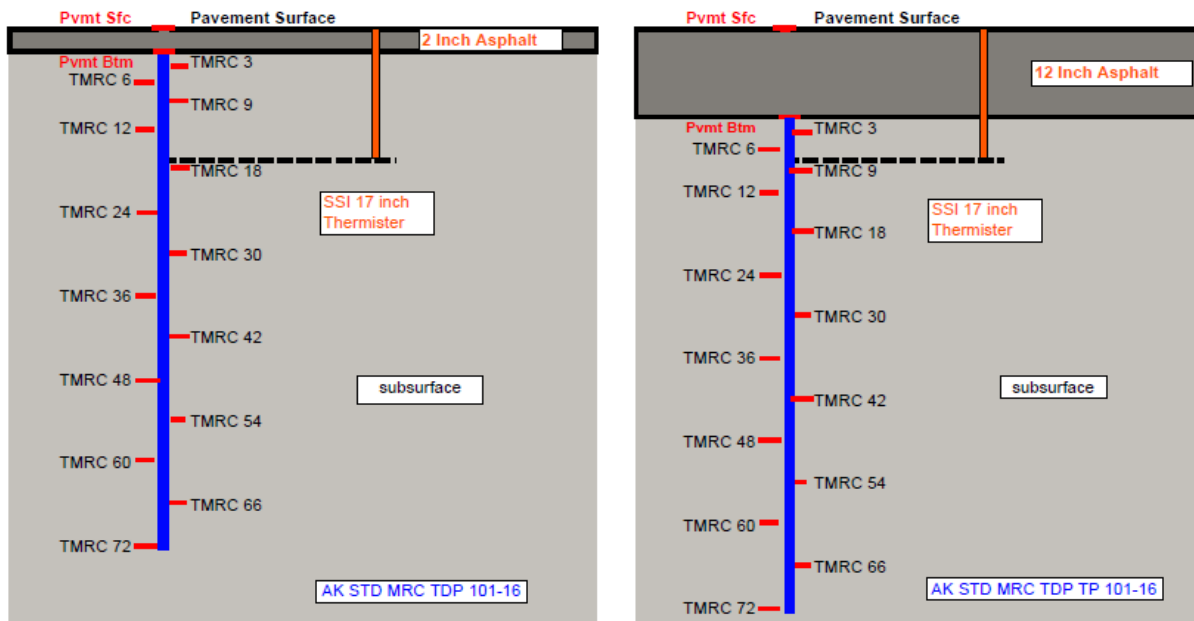 Pvmt Sfc
Pavement Surface
2 Inch Asphalt
Pvmt Btm
TMRC 3
TMRC 6
TMRC 9
TMRC 12
TMRC 18
SSI 17 inch
Thermister
TMRC 24
TMRC 30
TMRC 36
TMRC 42
TMRC 48
subsurface
TMRC 54
TMRC 60
TMRC 66
TMRC 72
AK STD MRC TDP 101-16
Pvmt Sfc
Pavement Surface
12 Inch Asphalt
Pvmt Btm
TMRC 3
TMRC 6
TMRC 9
TMRC 12
SSI 17 inch
Thermister
TMRC 18
TMRC 24
TMRC 30
TMRC 36
subsurface
TMRC 42
TMRC 48
TMRC 54
TMRC 60
TMRC 66
AK STD MRC TDP TP 101-16
TMRC 72